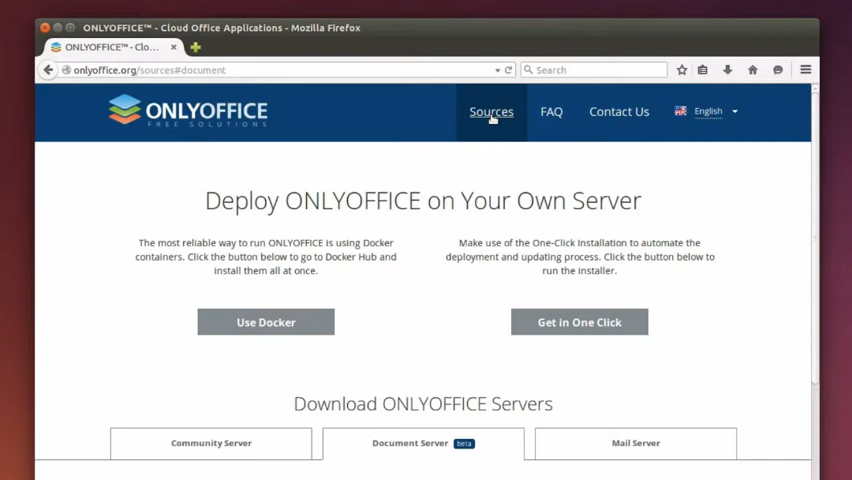 ONLYOFFICE™ - Cloud Office Applications - Mozilla Firefox
ONLYOFFICE™ - Clo...
onlyoffice.org/sources#document
Search
ONLYOFFICE
FREE SOLUTIONS
Sources
FAQ
Contact Us
English
Deploy ONLYOFFICE on Your Own Server
The most reliable way to run ONLYOFFICE is using Docker
containers. Click the button below to go to Docker Hub and
install them all at once.
Use Docker
Make use of the One-Click Installation to automate the
deployment and updating process. Click the button below to
run the installer.
Get in One Click
Download ONLYOFFICE Servers
Community Server
Document Server beta
Mail Server